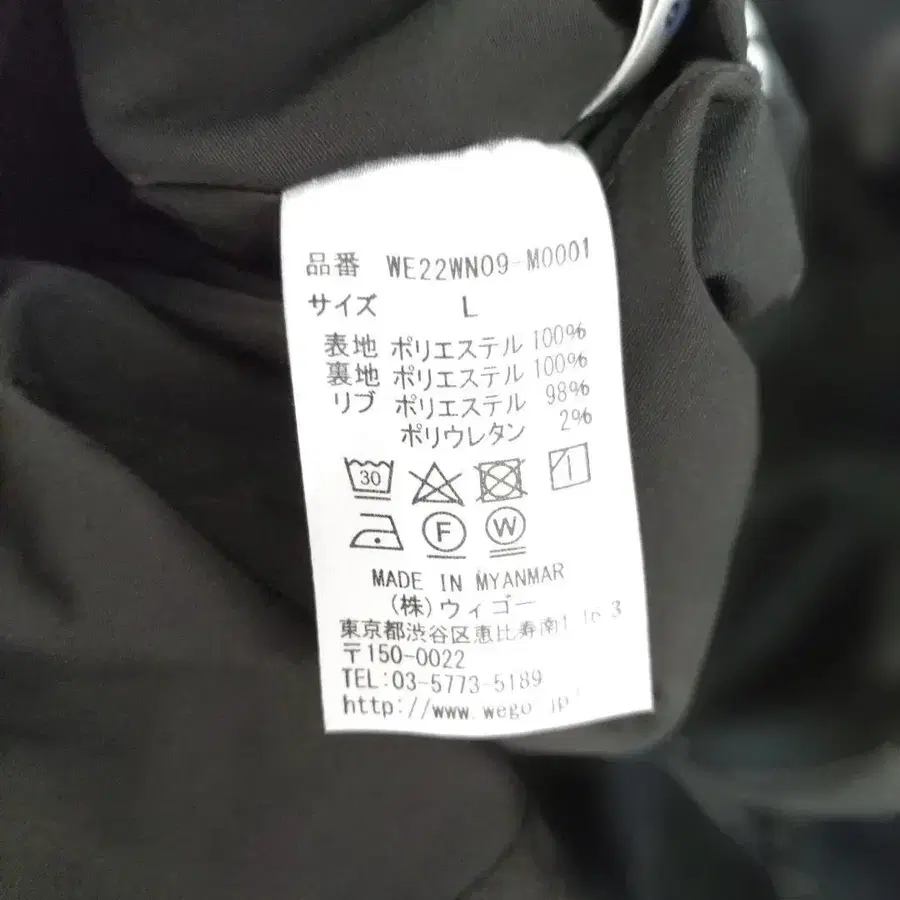 品番 WE22WN09-M0001
サイズ L
表地 ポリエステル 100%
裏地 ポリエステル 100%
リブ ポリエステル 98%
ポリウレタン 2%
30
F W
MADE IN MYANMAR
(株)ウィゴー
東京都渋谷区恵比寿南1-16-3
〒150-0022
TEL:03-5773-5189
http://www.wego.jp